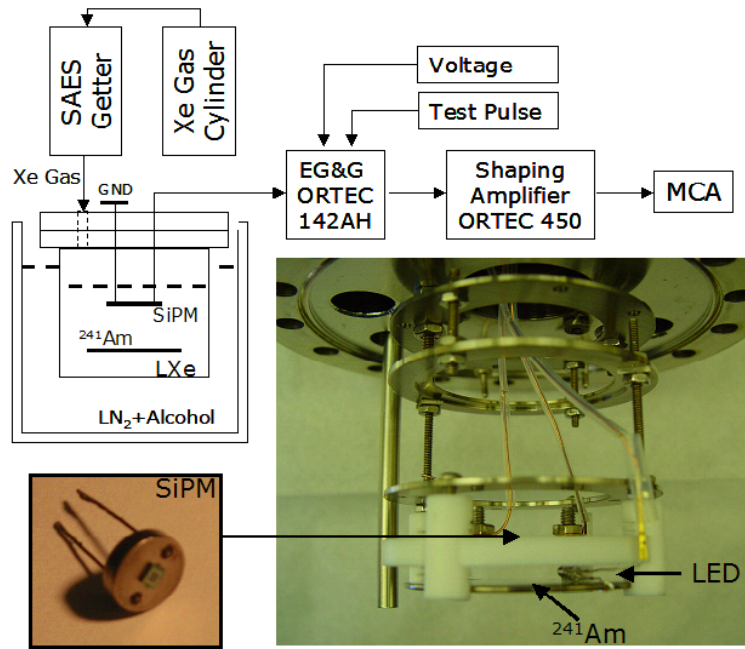 SAES
Getter
Xe Gas
Cylinder
Voltage
Test Pulse
Xe Gas
GND
EG&G
ORTEC
142AH
Shaping
Amplifier
ORTEC 450
MCA
SiPM
²⁴¹Am
LXe
LN₂+Alcohol
SiPM
LED
²⁴¹Am